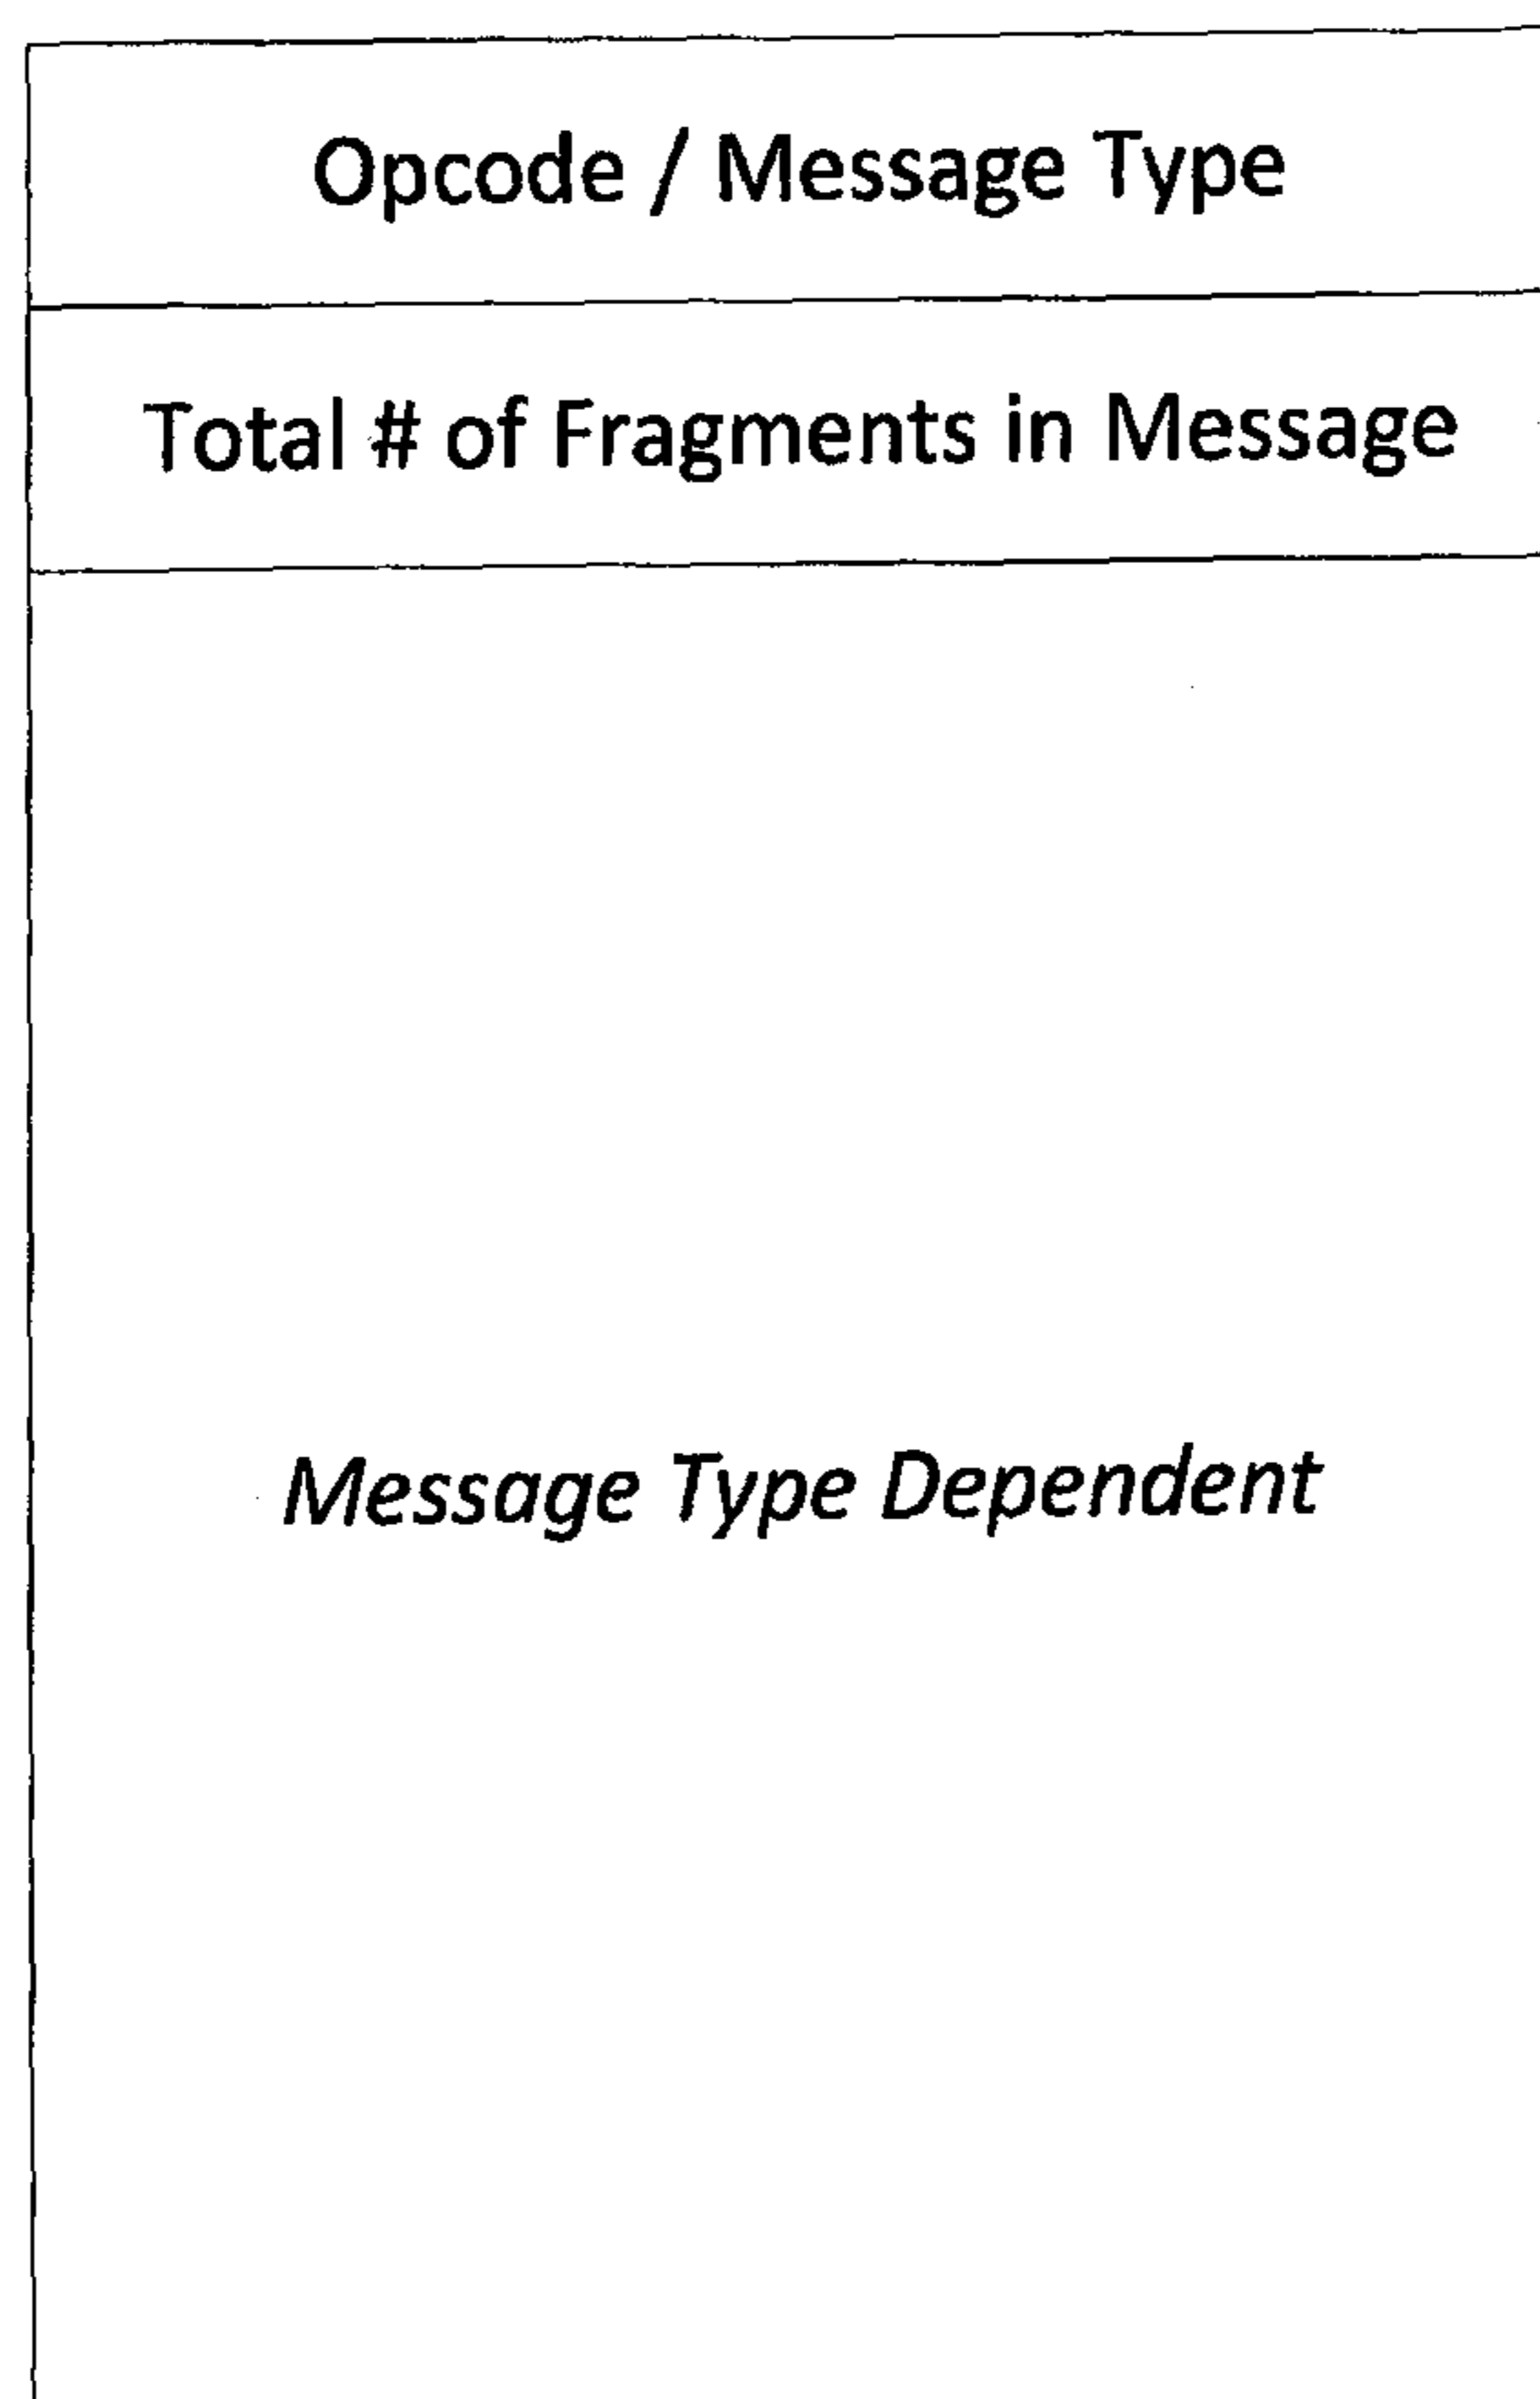 Opcode / Message Type
Total # of Fragments in Message
Message Type Dependent